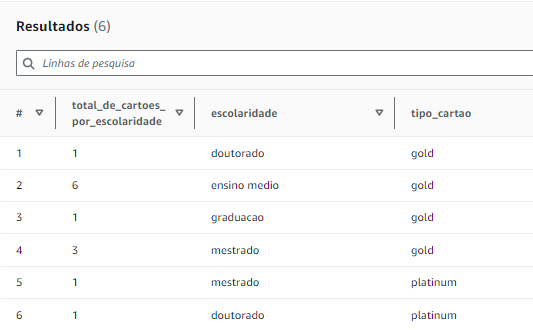 Resultados (6)
Linhas de pesquisa
# total_de_cartoes_por_escolaridade escolaridade tipo_cartao
1 1 doutorado gold
2 6 ensino medio gold
3 1 graduacao gold
4 3 mestrado gold
5 1 mestrado platinum
6 1 doutorado platinum